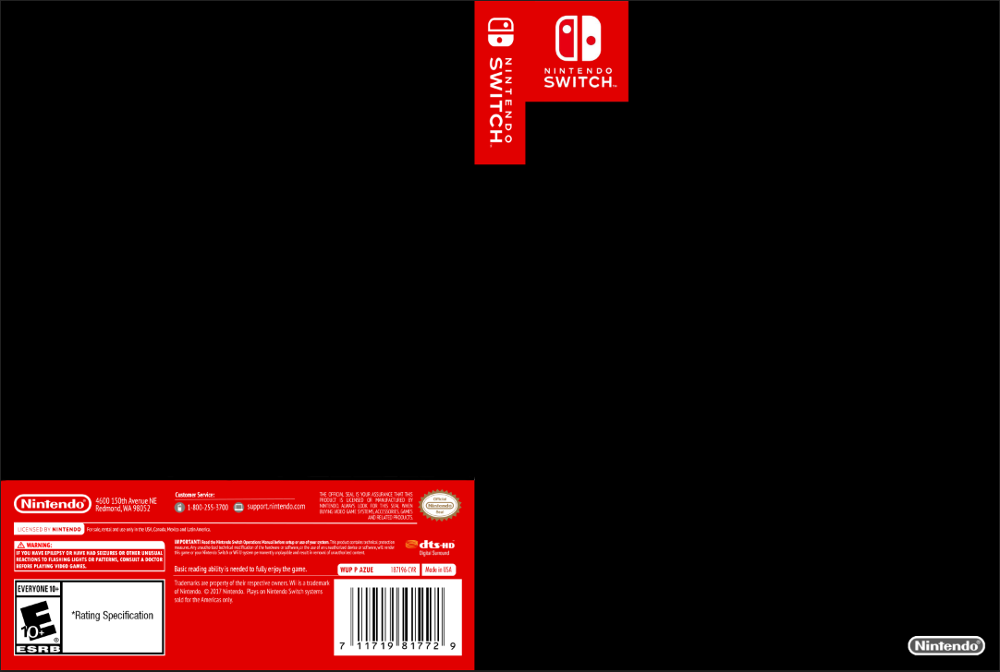 NINTENDO
SWITCH™
NINTENDO
SWITCH™
Nintendo®
4600 150th Avenue NE
Redmond, WA 98052
Customer Service:
1-800-255-3700
support.nintendo.com
THE OFFICIAL SEAL IS YOUR ASSURANCE THAT THIS
PRODUCT IS LICENSED OR MANUFACTURED BY
NINTENDO. ALWAYS LOOK FOR THIS SEAL WHEN
BUYING VIDEO GAME SYSTEMS, ACCESSORIES, GAMES
AND RELATED PRODUCTS.
Official
Nintendo
Seal
LICENSED BY NINTENDO
For sale, rental and use only in the USA, Canada, Mexico and Latin America.
WARNING:
IF YOU HAVE EPILEPSY OR HAVE HAD SEIZURES OR OTHER UNUSUAL
REACTIONS TO FLASHING LIGHTS OR PATTERNS, CONSULT A DOCTOR
BEFORE PLAYING VIDEO GAMES.
IMPORTANT! Read the Nintendo Switch Operations Manual before setup or use of your system. This product contains technical protection
measures. Any unauthorized technical modification of the hardware or software, or the use of an unauthorized device or software, will render
this game or your Nintendo Switch or Wii U system permanently unplayable and result in removal of unauthorized content.
dts-HD
Digital Surround
Basic reading ability is needed to fully enjoy the game.
WUP P AZUE
187196-CVR
Made in USA
Trademarks are property of their respective owners. Wii is a trademark
of Nintendo. © 2017 Nintendo. Plays on Nintendo Switch systems
sold for the Americas only.
EVERYONE 10+
E
10+
®
ESRB
*Rating Specification
7 11719 81772 9
Nintendo®